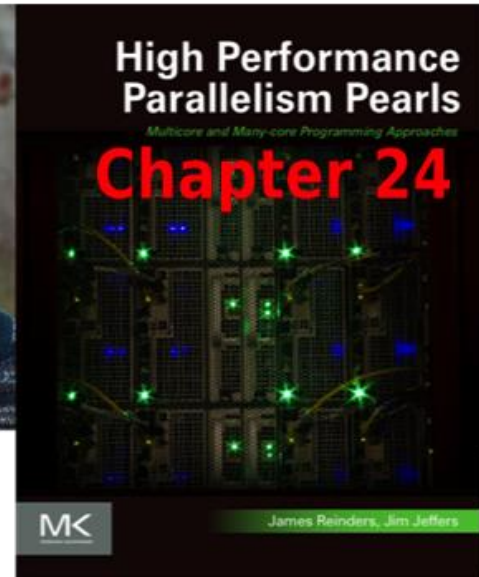 High Performance
Parallelism Pearls
Multicore and Many-core Programming Approaches
Chapter 24
James Reinders, Jim Jeffers
MK